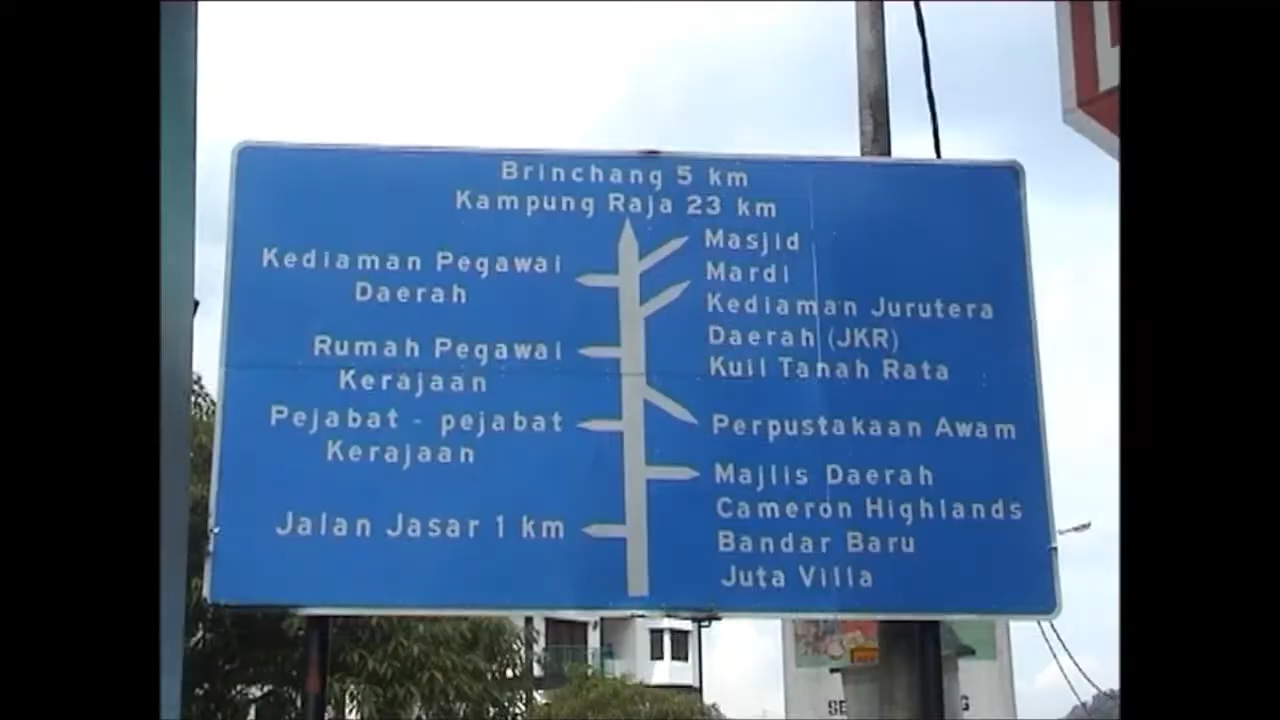 Brinchang 5 km
Kampung Raja 23 km
Kediaman Pegawai
Daerah
Rumah Pegawai
Kerajaan
Pejabat - pejabat
Kerajaan
Jalan Jasar 1 km
Masjid
Mardi
Kediaman Jurutera
Daerah (JKR)
Kuil Tanah Rata
Perpustakaan Awam
Majlis Daerah
Cameron Highlands
Bandar Baru
Juta Villa